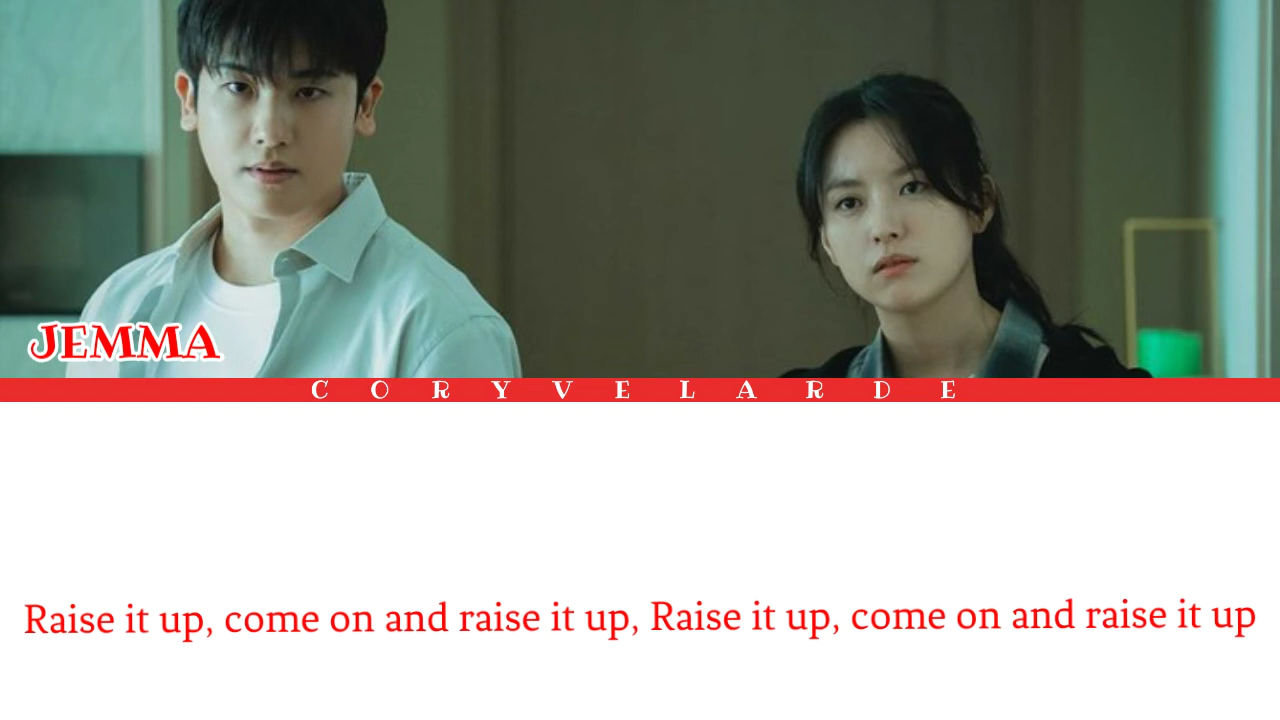 JEMMA
CORYVELARDE
Raise it up, come on and raise it up, Raise it up, come on and raise it up